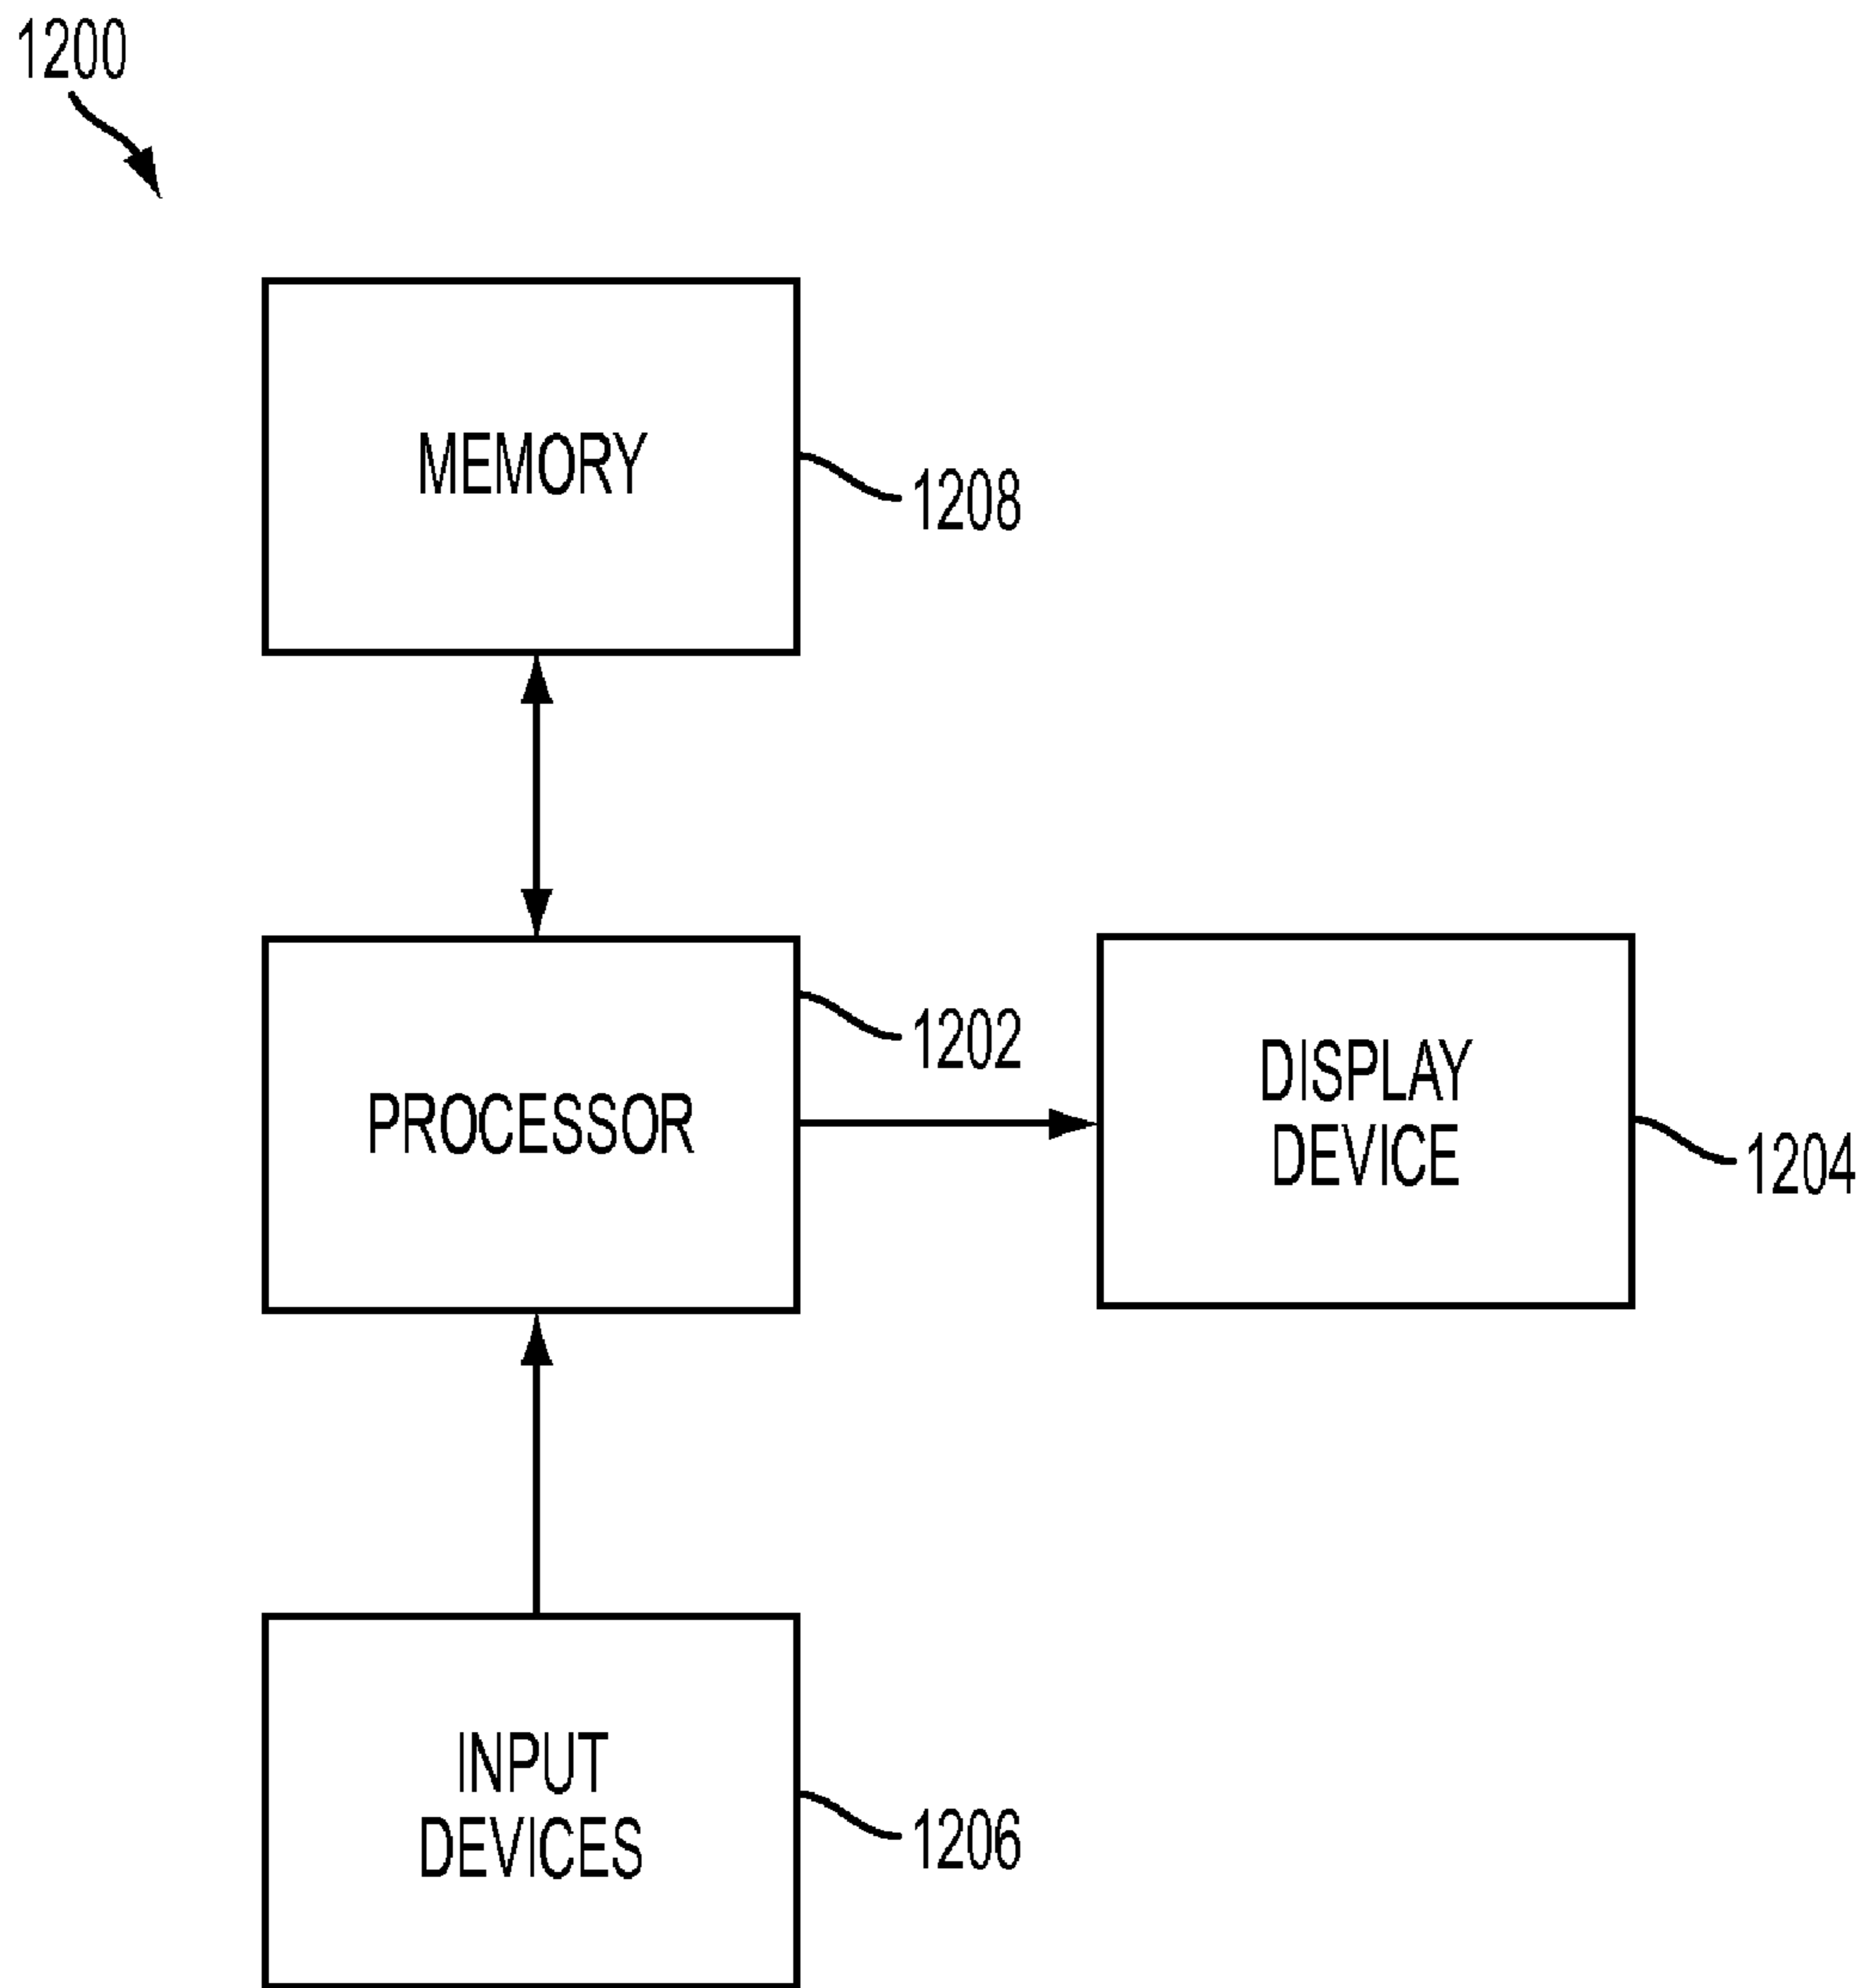 1200
MEMORY
1208
PROCESSOR
1202
DISPLAY
DEVICE
1204
INPUT
DEVICES
1206